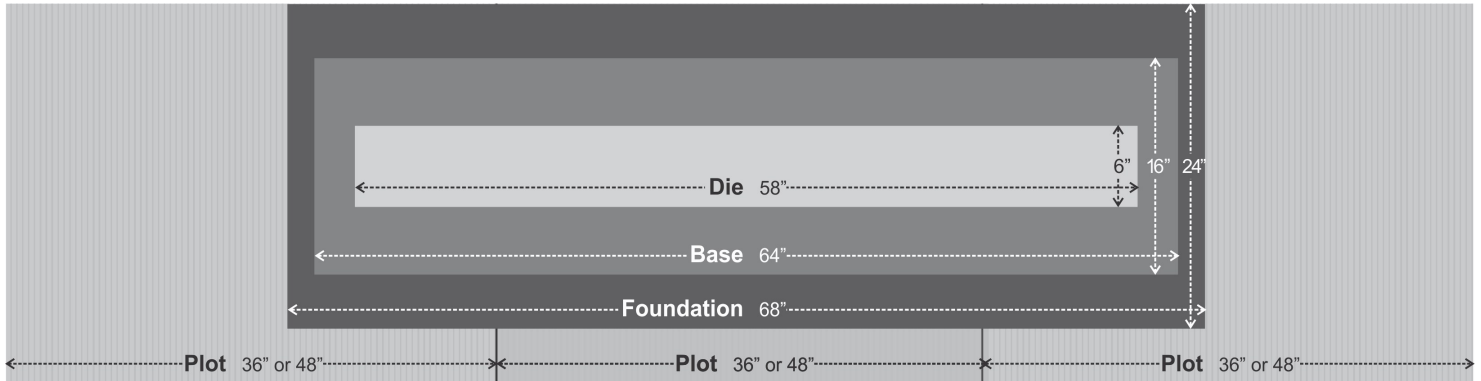 6” 16” 24”
Die 58”
Base 64”
Foundation 68”
Plot 36” or 48” Plot 36” or 48” Plot 36” or 48”